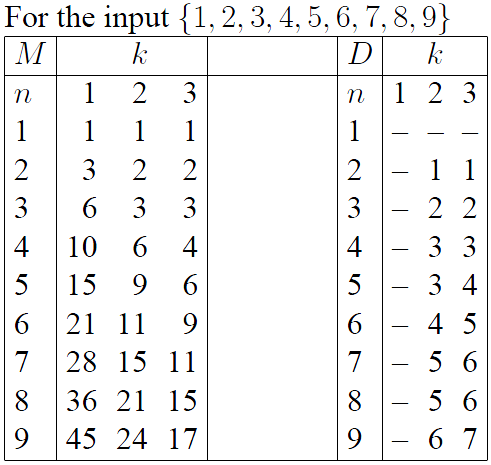 For the input {1, 2, 3, 4, 5, 6, 7, 8, 9}
M k D k
n 1 2 3 n 1 2 3
1 1 1 1 1 – – –
2 3 2 2 2 – 1 1
3 6 3 3 3 – 2 2
4 10 6 4 4 – 3 3
5 15 9 6 5 – 3 4
6 21 11 9 6 – 4 5
7 28 15 11 7 – 5 6
8 36 21 15 8 – 5 6
9 45 24 17 9 – 6 7